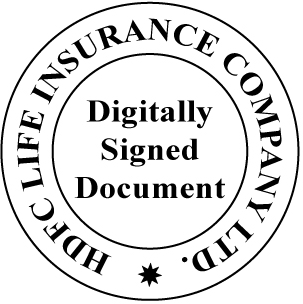 HDFC LIFE INSURANCE COMPANY LTD.
Digitally
Signed
Document